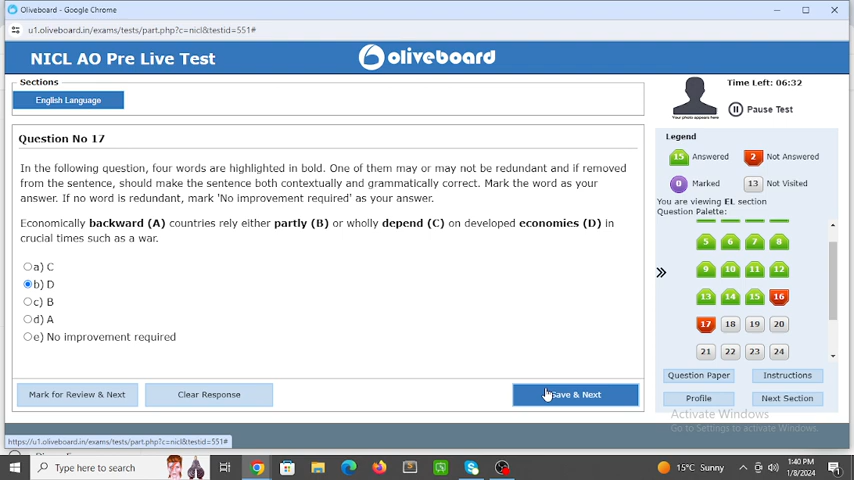 Oliveboard - Google Chrome
u1.oliveboard.in/exams/tests/part.php?c=nicl&testid=551#
NICL AO Pre Live Test
oliveboard
Sections
English Language
Your photo appears here
Time Left: 06:32
Pause Test
Question No 17
In the following question, four words are highlighted in bold. One of them may or may not be redundant and if removed
from the sentence, should make the sentence both contextually and grammatically correct. Mark the word as your
answer. If no word is redundant, mark 'No improvement required' as your answer.
Economically backward (A) countries rely either partly (B) or wholly depend (C) on developed economies (D) in
crucial times such as a war.
a) C
b) D
c) B
d) A
e) No improvement required
Mark for Review & Next
Clear Response
Save & Next
Legend
15 Answered
2 Not Answered
0 Marked
13 Not Visited
You are viewing EL section
Question Palette:
5 6 7 8
9 10 11 12
13 14 15 16
17 18 19 20
21 22 23 24
Question Paper
Instructions
Profile
Next Section
Activate Windows
Go to Settings to activate Windows.
https://u1.oliveboard.in/exams/tests/part.php?c=nicl&testid=551#
Type here to search
15°C Sunny
1:40 PM
1/8/2024